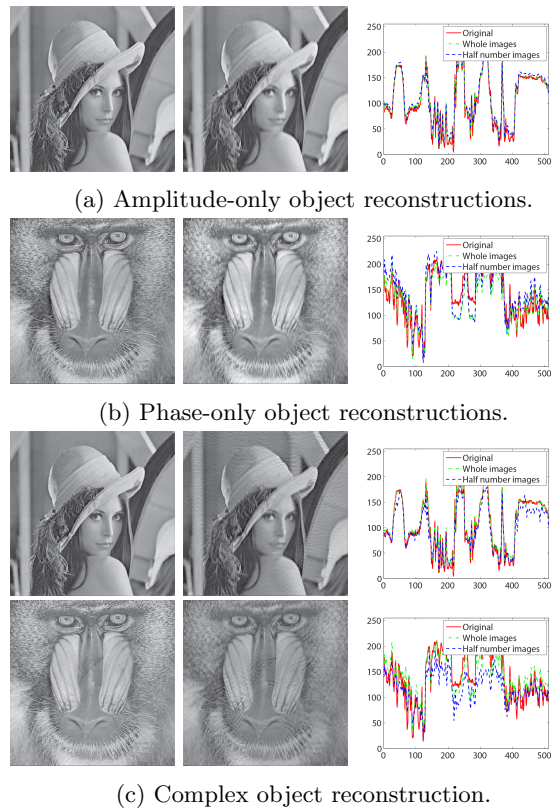 250
200
150
100
50
0
Original
Whole images
Half number images
0 100 200 300 400 500
(a) Amplitude-only object reconstructions.
250
200
150
100
50
0
Original
Whole images
Half number images
0 100 200 300 400 500
(b) Phase-only object reconstructions.
250
200
150
100
50
0
Original
Whole images
Half number images
0 100 200 300 400 500
250
200
150
100
50
0
Original
Whole images
Half number images
0 100 200 300 400 500
(c) Complex object reconstruction.